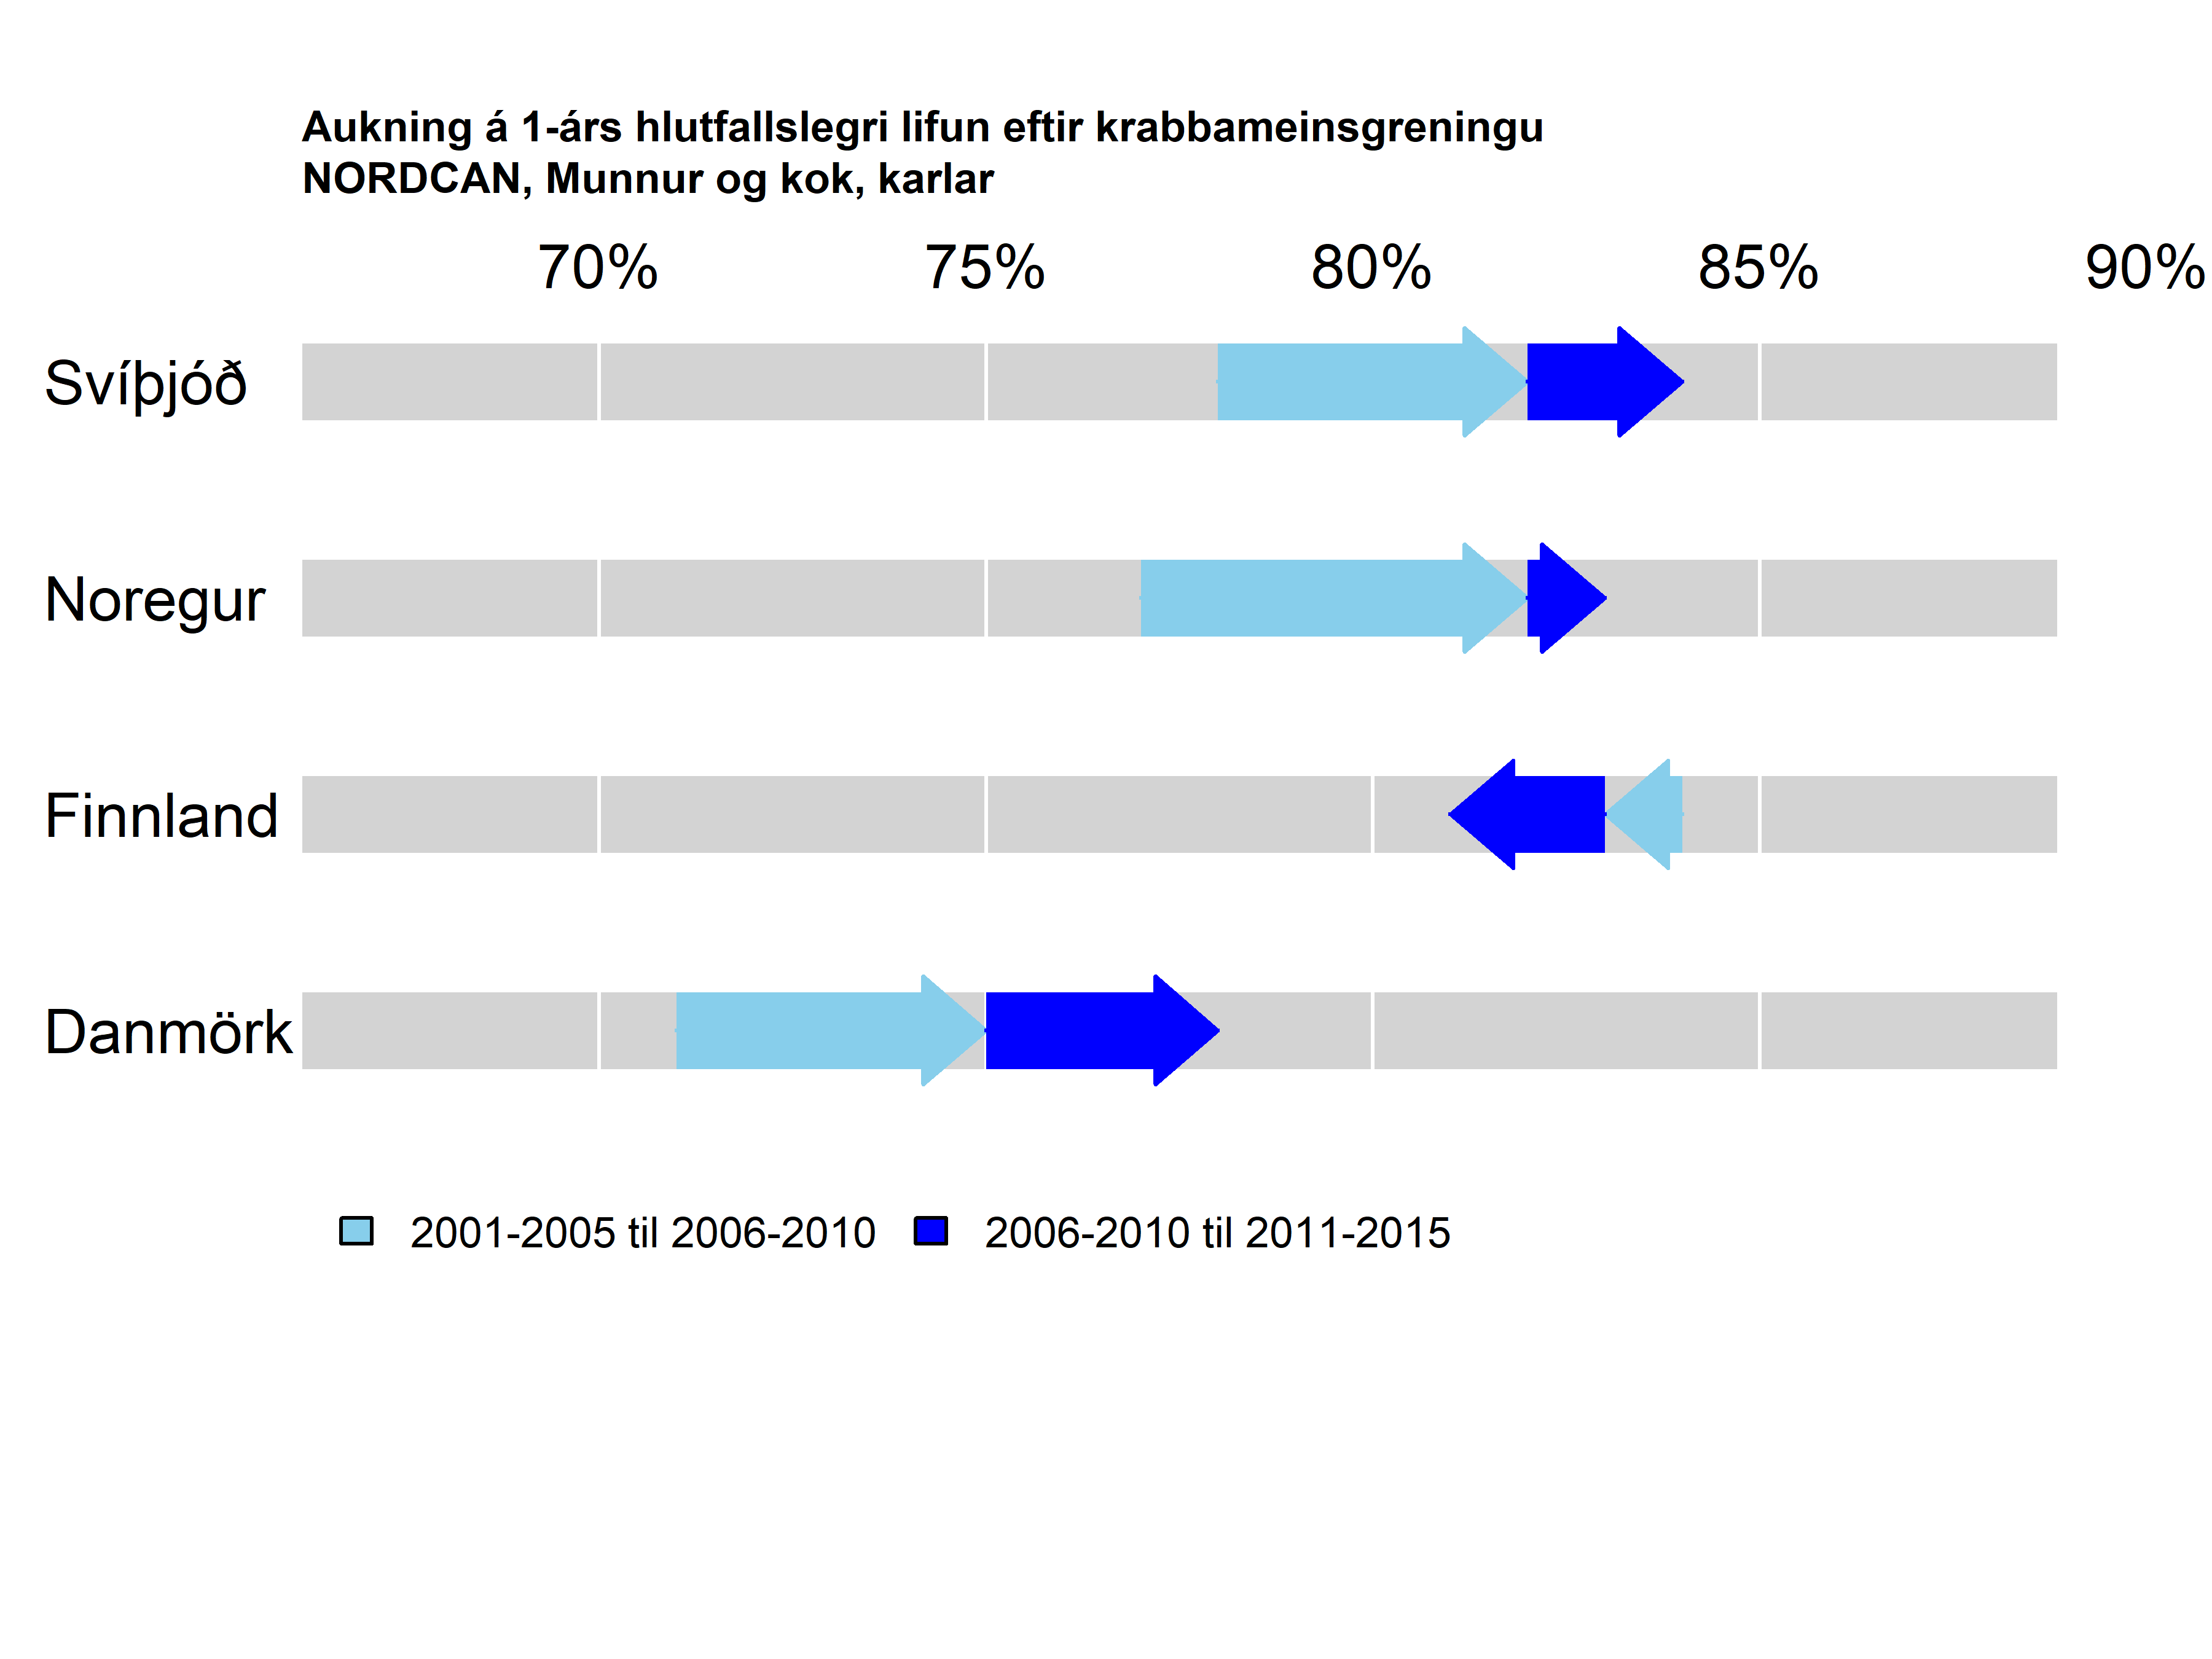 Aukning á 1-árs hlutfallslegri lifun eftir krabbameinsgreningu
NORDCAN, Munnur og kok, karlar
70% 75% 80% 85% 90%
Svíþjóð
Noregur
Finnland
Danmörk
2001-2005 til 2006-2010 2006-2010 til 2011-2015